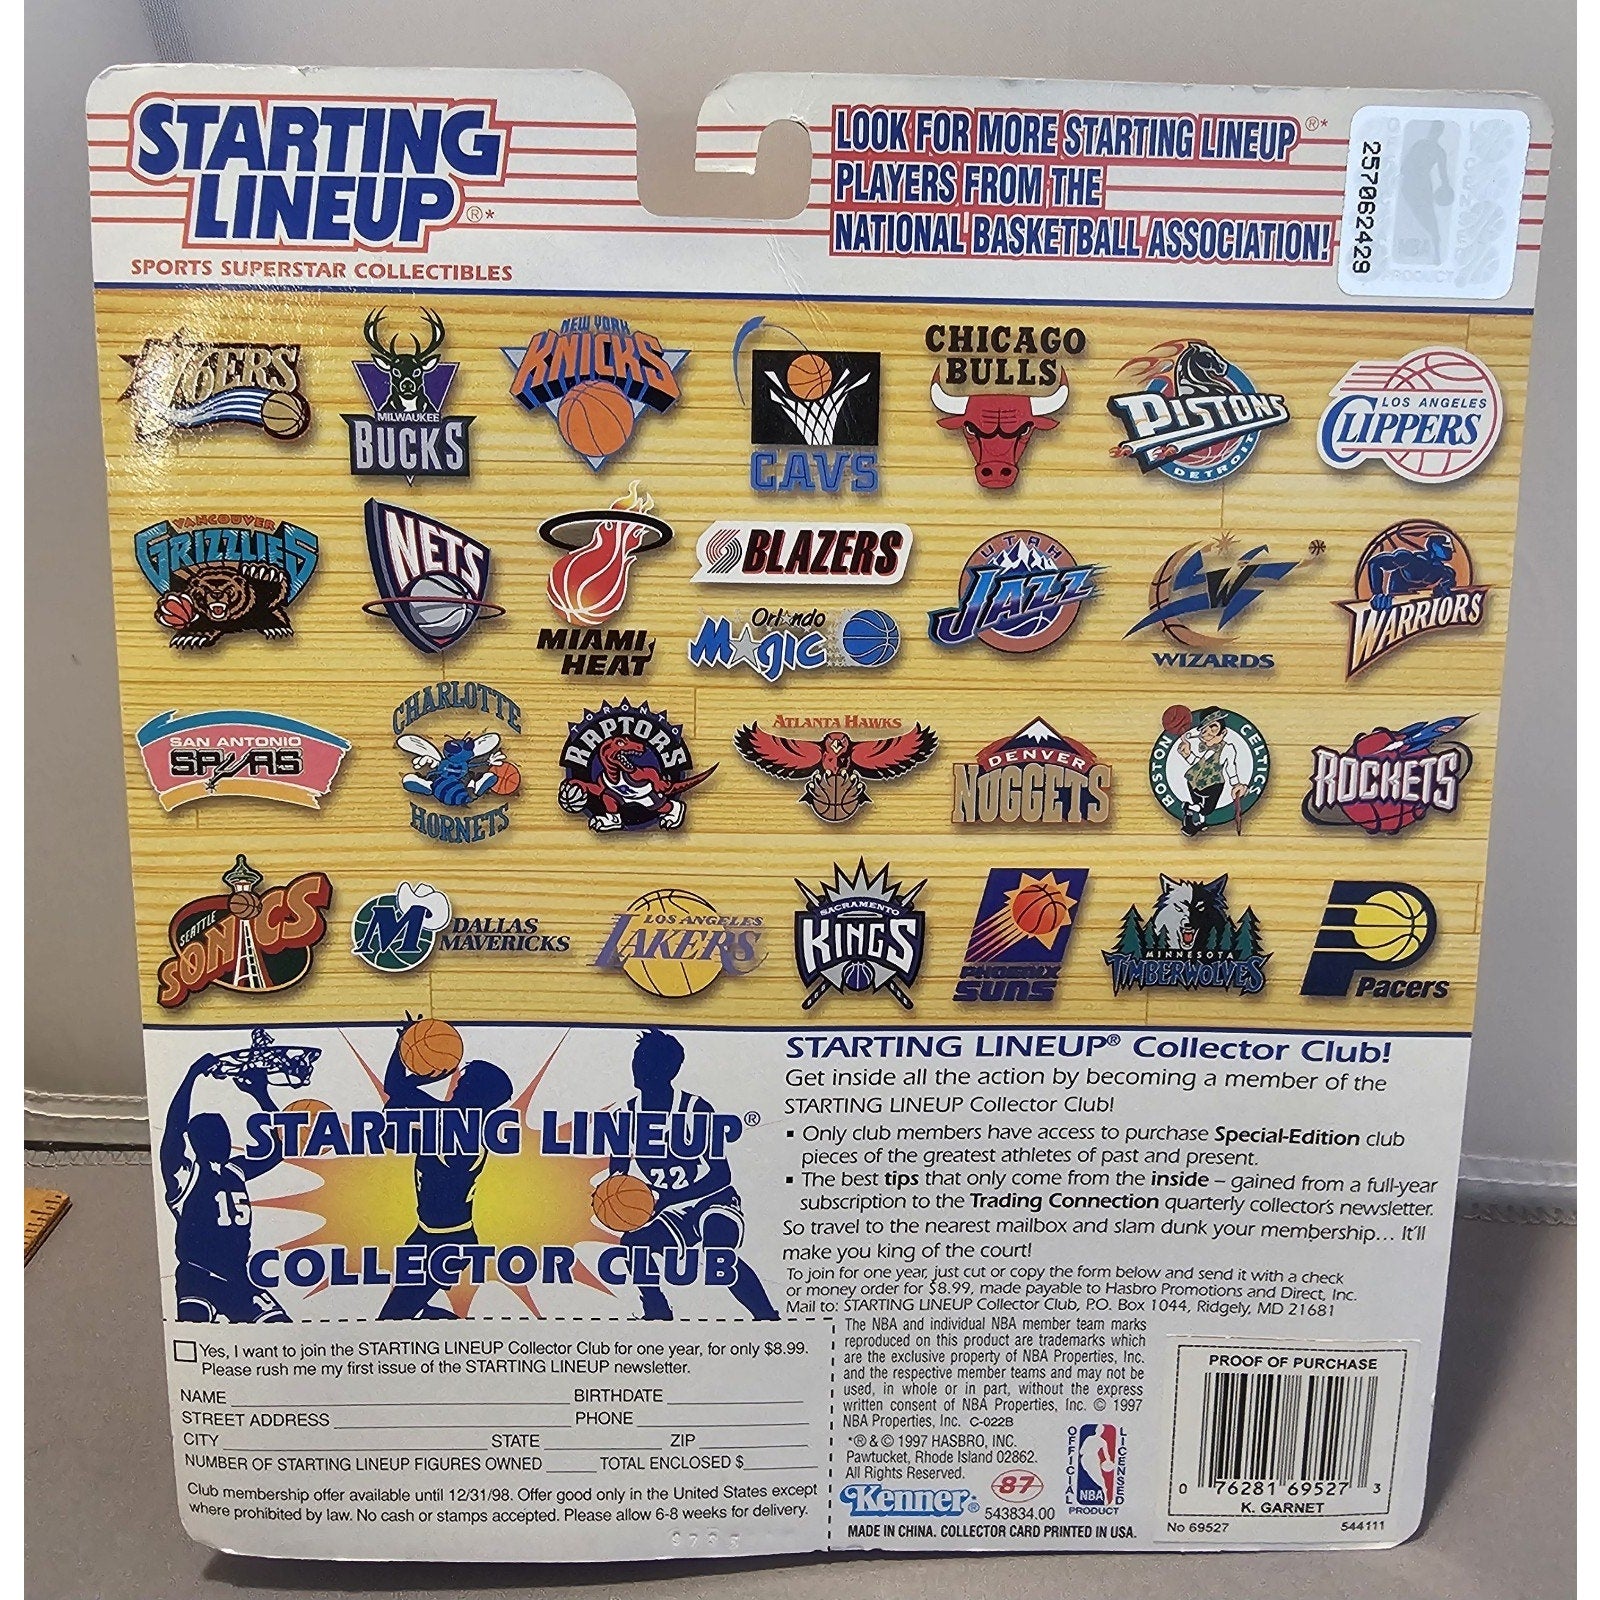 STARTING
LINEUP®*
SPORTS SUPERSTAR COLLECTIBLES
LOOK FOR MORE STARTING LINEUP®*
PLAYERS FROM THE
NATIONAL BASKETBALL ASSOCIATION!
257062429
NBA
PRODUCT
76ERS
MILWAUKEE
BUCKS
NEW YORK
KNICKS
CAVS
CHICAGO
BULLS
PISTONS
DETROIT
LOS ANGELES
CLIPPERS
VANCOUVER
GRIZZLIES
NETS
MIAMI
HEAT
BLAZERS
Orlando
Magic
UTAH
JAZZ
W
WIZARDS
WARRIORS
SAN ANTONIO
SPURS
CHARLOTTE
HORNETS
TORONTO
RAPTORS
ATLANTA HAWKS
DENVER
NUGGETS
BOSTON
CELTICS
ROCKETS
SEATTLE
SONICS
M
DALLAS
MAVERICKS
LOS ANGELES
LAKERS
SACRAMENTO
KINGS
PHOENIX
SUNS
MINNESOTA
TIMBERWOLVES
Pacers
STARTING LINEUP®
15
22
COLLECTOR CLUB
STARTING LINEUP® Collector Club!
Get inside all the action by becoming a member of the
STARTING LINEUP Collector Club!
▪ Only club members have access to purchase Special-Edition club
pieces of the greatest athletes of past and present.
▪ The best tips that only come from the inside – gained from a full-year
subscription to the Trading Connection quarterly collector's newsletter.
So travel to the nearest mailbox and slam dunk your membership... It'll
make you king of the court!
To join for one year, just cut or copy the form below and send it with a check
or money order for $8.99, made payable to Hasbro Promotions and Direct, Inc.
Mail to: STARTING LINEUP Collector Club, P.O. Box 1044, Ridgely, MD 21681
Yes, I want to join the STARTING LINEUP Collector Club for one year, for only $8.99.
Please rush me my first issue of the STARTING LINEUP newsletter.
NAME BIRTHDATE
STREET ADDRESS PHONE
CITY STATE ZIP
NUMBER OF STARTING LINEUP FIGURES OWNED TOTAL ENCLOSED $
Club membership offer available until 12/31/98. Offer good only in the United States except
where prohibited by law. No cash or stamps accepted. Please allow 6-8 weeks for delivery.
The NBA and individual NBA member team marks
reproduced on this product are trademarks which
are the exclusive property of NBA Properties, Inc.
and the respective member teams and may not be
used, in whole or in part, without the express
written consent of NBA Properties, Inc. © 1997
NBA Properties, Inc. C-022B
*® & © 1997 HASBRO, INC.
Pawtucket, Rhode Island 02862.
All Rights Reserved.
87
Kenner®
543834.00
MADE IN CHINA. COLLECTOR CARD PRINTED IN USA.
OFFICIAL
LICENSED
NBA
PRODUCT
PROOF OF PURCHASE
0 76281 69527 3
K. GARNET
No 69527 544111